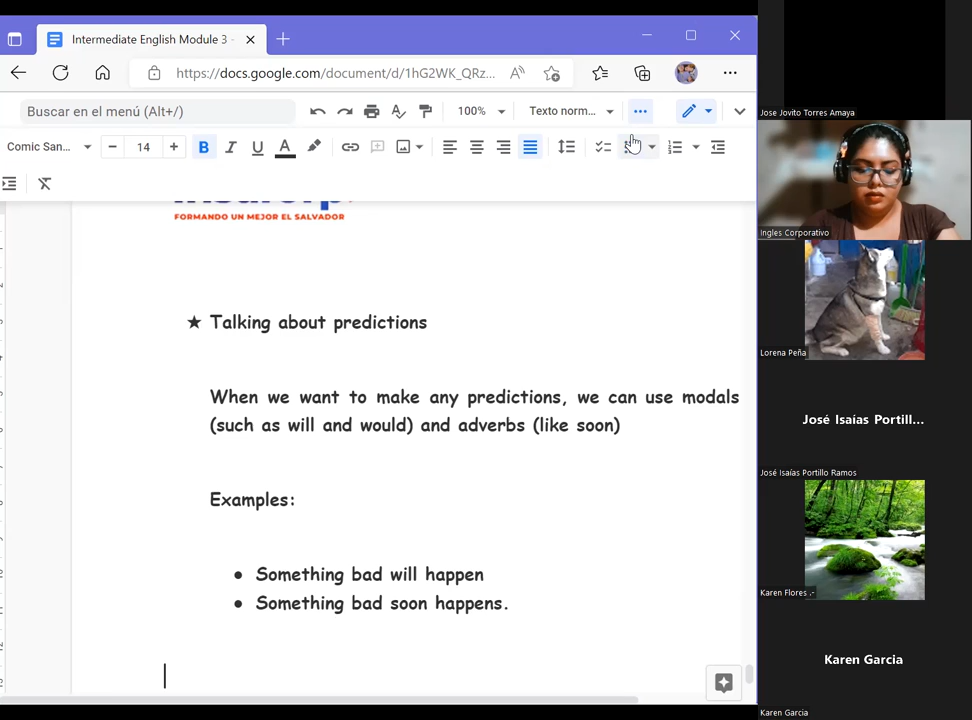 Intermediate English Module 3 -
https://docs.google.com/document/d/1hG2WK_QRz...
Buscar en el menú (Alt+/)
100%
Texto norm...
Comic San...
14
B
I
U
A
FORMANDO UN MEJOR EL SALVADOR
★ Talking about predictions
When we want to make any predictions, we can use modals
(such as will and would) and adverbs (like soon)
Examples:
● Something bad will happen
● Something bad soon happens.
Jose Jovito Torres Amaya
Ingles Corporativo
Lorena Peña
José Isaías Portill...
José Isaías Portillo Ramos
Karen Flores .-
Karen Garcia
Karen Garcia